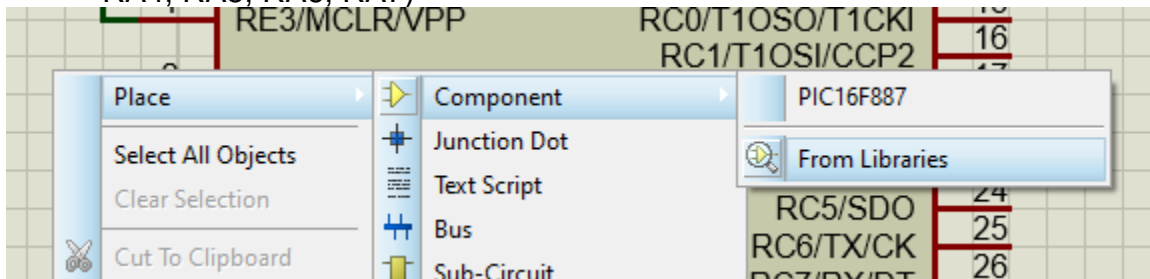 RE3/MCLR/VPP
RC0/T1OSO/T1CKI
RC1/T1OSI/CCP2
16
Place
Component
PIC16F887
Select All Objects
Junction Dot
From Libraries
Clear Selection
Text Script
24
RC5/SDO
25
Bus
RC6/TX/CK
Cut To Clipboard
Sub-Circuit
26